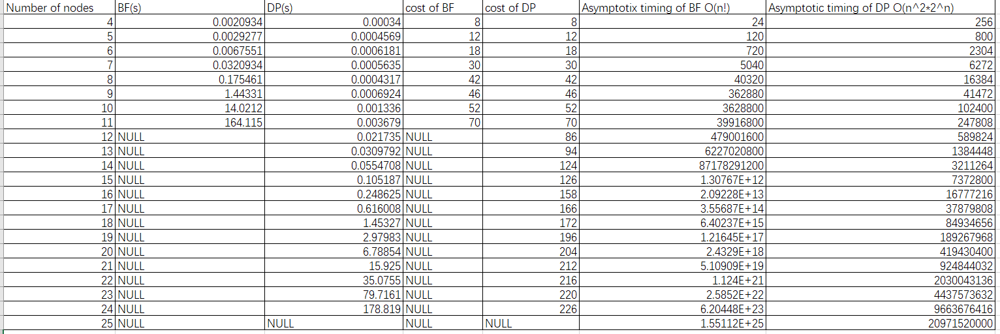 Number of nodes BF(s) DP(s) cost of BF cost of DP Asymptotix timing of BF O(n!) Asymptotic timing of DP O(n^2*2^n)
4 0.0020934 0.00034 8 8 24 256
5 0.0029277 0.0004569 12 12 120 800
6 0.0067551 0.0006181 18 18 720 2304
7 0.0320934 0.0005635 30 30 5040 6272
8 0.175461 0.0004317 42 42 40320 16384
9 1.44331 0.0006924 46 46 362880 41472
10 14.0212 0.001336 52 52 3628800 102400
11 164.115 0.003679 70 70 39916800 247808
12 NULL 0.021735 NULL 86 479001600 589824
13 NULL 0.0309792 NULL 94 6227020800 1384448
14 NULL 0.0554708 NULL 124 87178291200 3211264
15 NULL 0.105187 NULL 126 1.30767E+12 7372800
16 NULL 0.248625 NULL 158 2.09228E+13 16777216
17 NULL 0.616008 NULL 166 3.55687E+14 37879808
18 NULL 1.45327 NULL 172 6.40237E+15 84934656
19 NULL 2.97983 NULL 196 1.21645E+17 189267968
20 NULL 6.78854 NULL 204 2.4329E+18 419430400
21 NULL 15.925 NULL 212 5.10909E+19 924844032
22 NULL 35.0755 NULL 216 1.124E+21 2030043136
23 NULL 79.7161 NULL 220 2.5852E+22 4437573632
24 NULL 178.819 NULL 226 6.20448E+23 9663676416
25 NULL NULL NULL NULL 1.55112E+25 20971520000